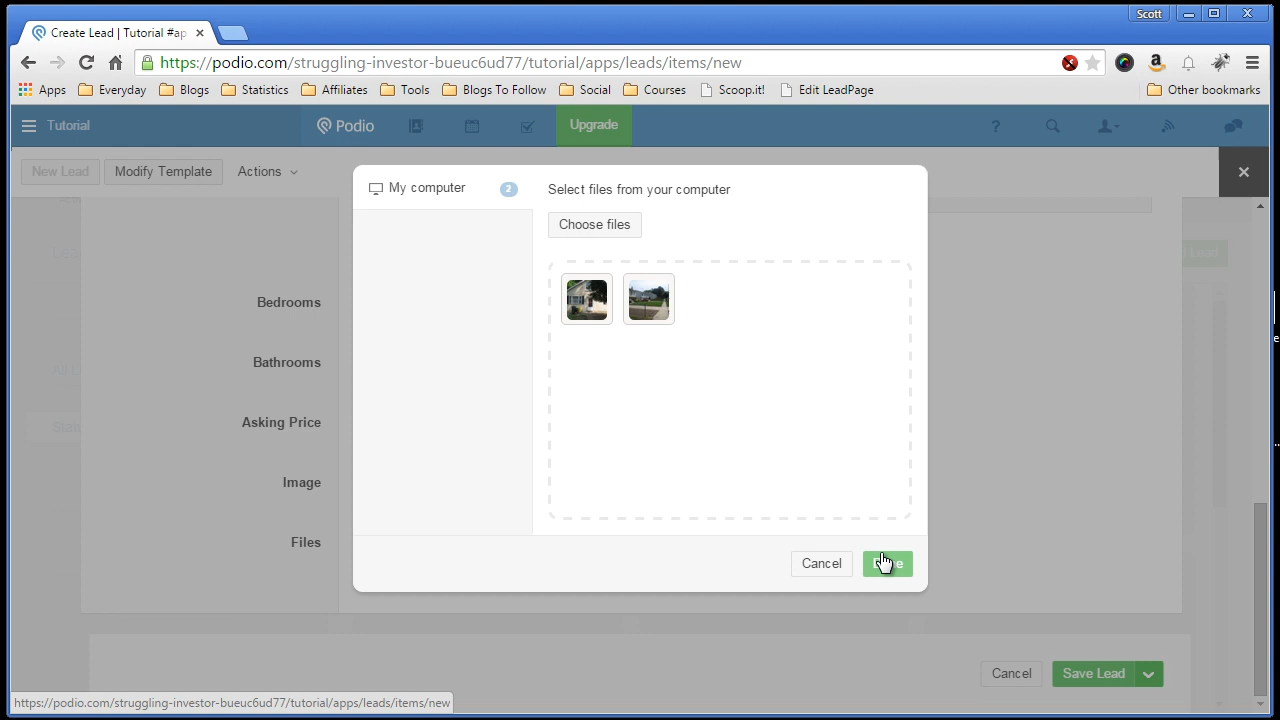 Scott
Create Lead | Tutorial #ap
https://podio.com/struggling-investor-bueuc6ud77/tutorial/apps/leads/items/new
Apps Everyday Blogs Statistics Affiliates Tools Blogs To Follow Social Courses Scoop.it! Edit LeadPage Other bookmarks
Tutorial Podio Upgrade ?
New Lead Modify Template Actions
My computer 2
Select files from your computer
Choose files
Lead
Bedrooms
Bathrooms
Asking Price
Image
Files
Cancel
Cancel Save Lead
https://podio.com/struggling-investor-bueuc6ud77/tutorial/apps/leads/items/new